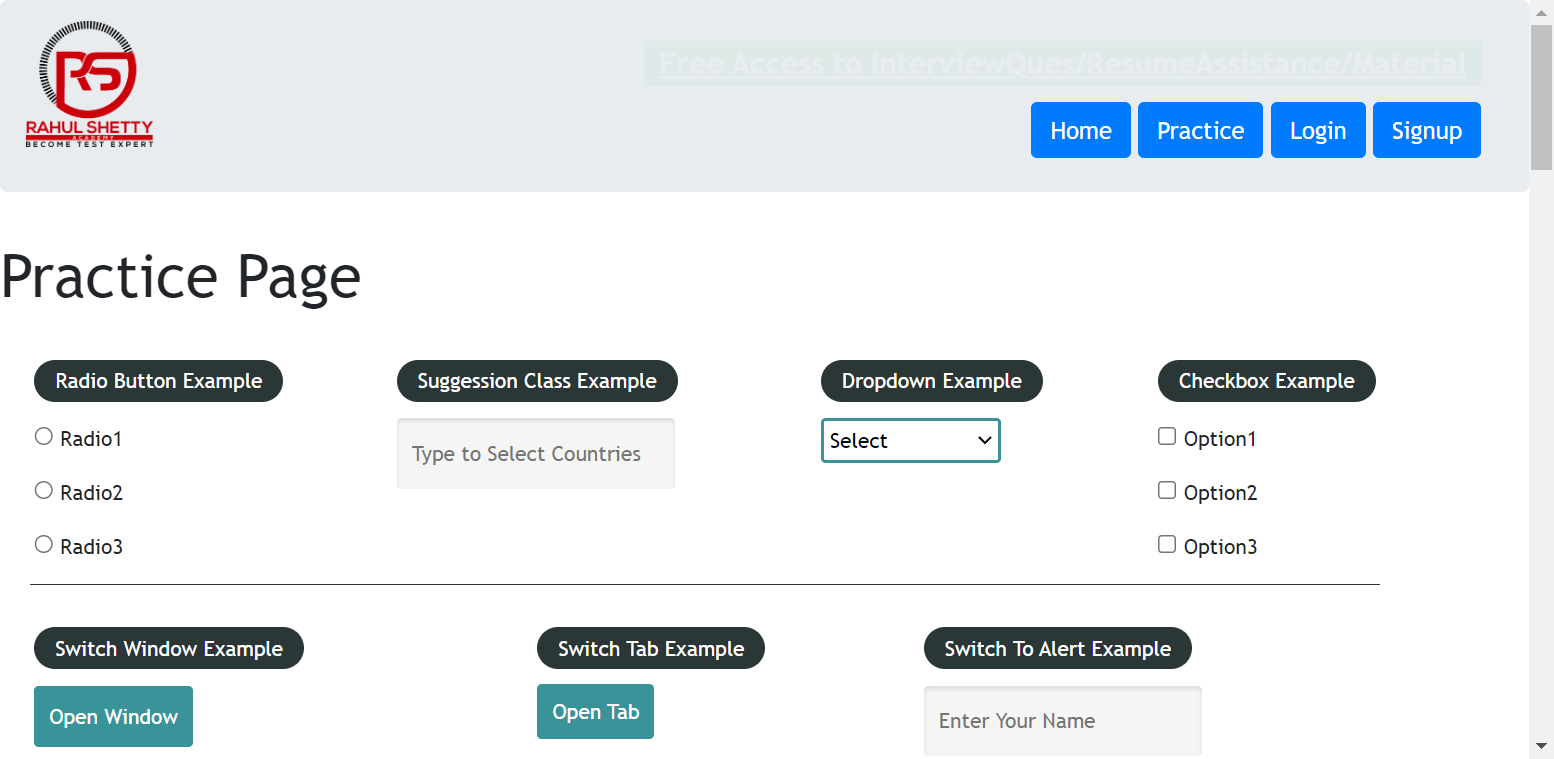 RAHUL SHETTY
ACADEMY
BECOME TEST EXPERT
Free Access to InterviewQues/ResumeAssistance/Material
Home Practice Login Signup
Practice Page
Radio Button Example
Radio1
Radio2
Radio3
Suggession Class Example
Type to Select Countries
Dropdown Example
Select
Checkbox Example
Option1
Option2
Option3
Switch Window Example
Open Window
Switch Tab Example
Open Tab
Switch To Alert Example
Enter Your Name